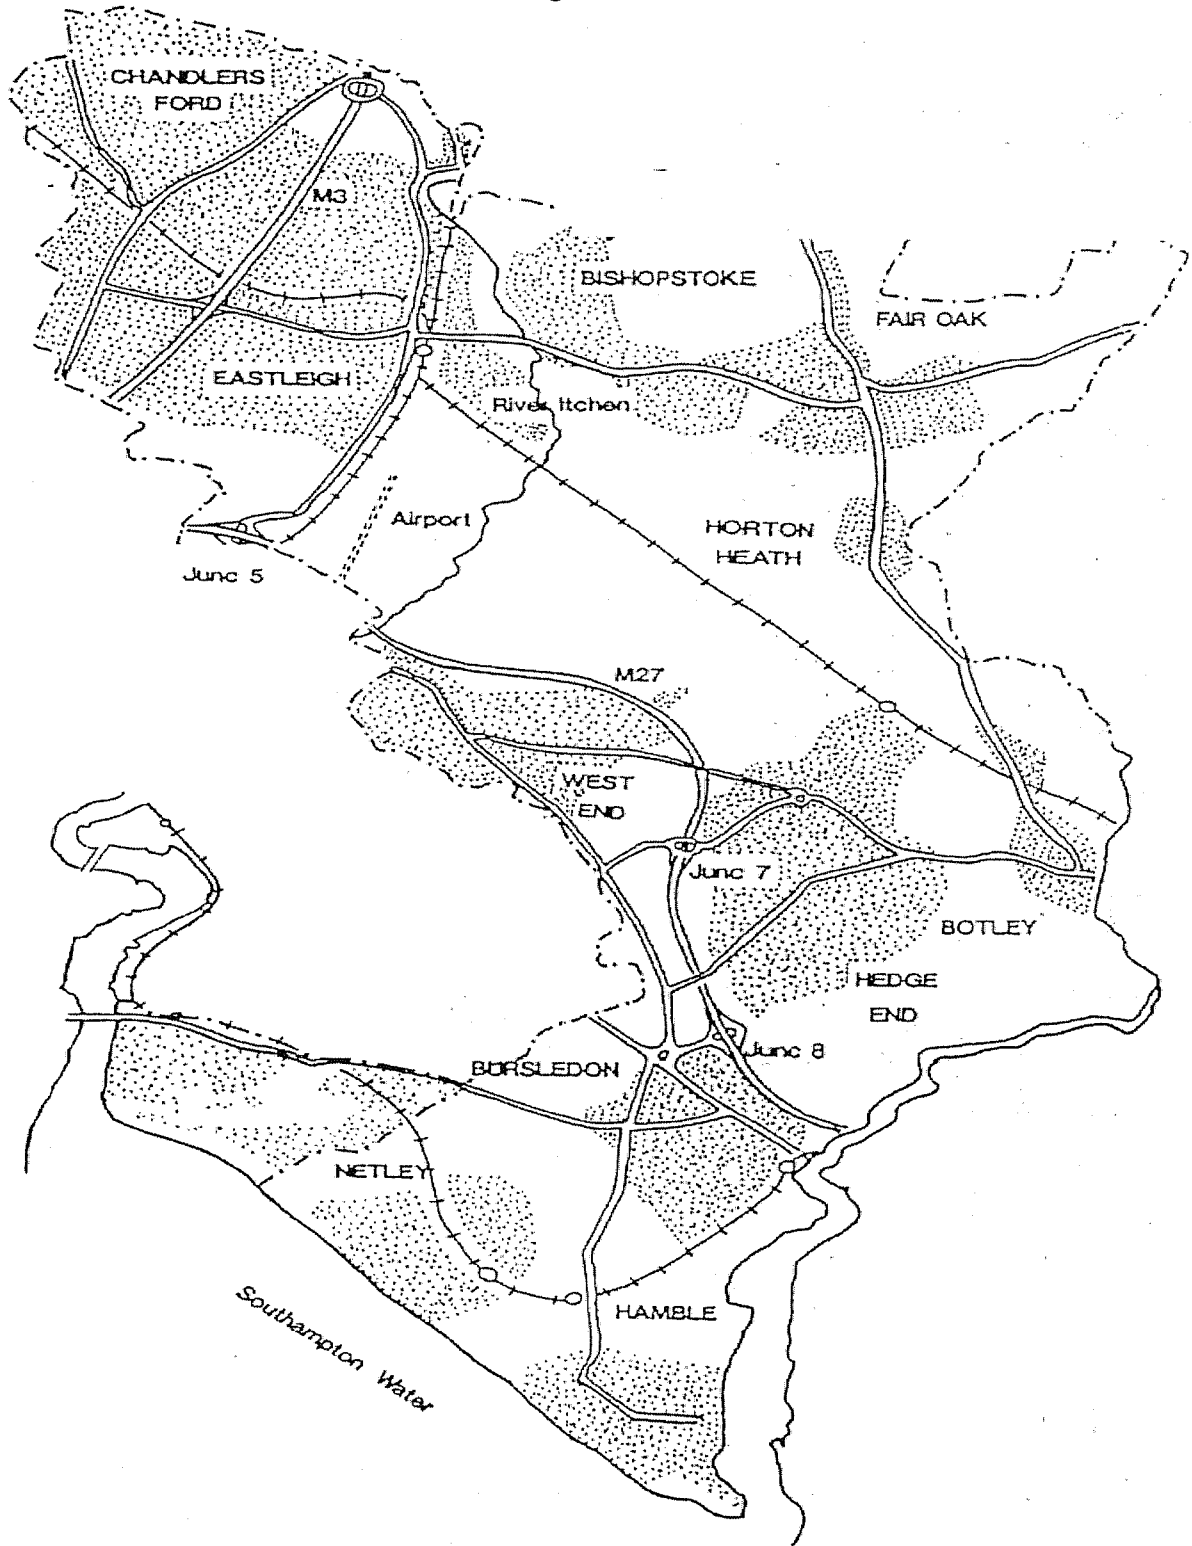 CHANDLERS
FORD
M3
BISHOPSTOKE
FAIR OAK
EASTLEIGH
River Itchen
Airport
HORTON
HEATH
Junc 5
M27
WEST
END
Junc 7
BOTLEY
HEDGE
END
Junc 8
BURSLEDON
NETLEY
HAMBLE
Southampton Water